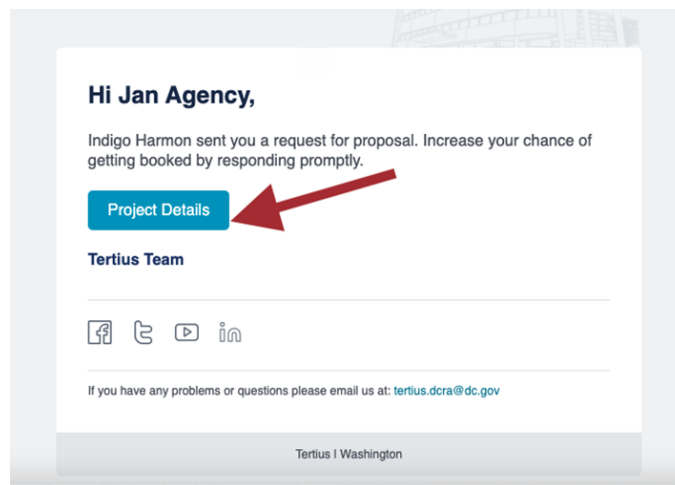 Hi Jan Agency,
Indigo Harmon sent you a request for proposal. Increase your chance of
getting booked by responding promptly.
Project Details
Tertius Team
If you have any problems or questions please email us at: tertius.dcra@dc.gov
Tertius | Washington